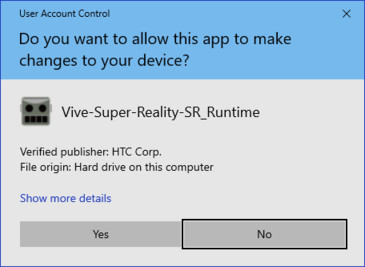 User Account Control
Do you want to allow this app to make
changes to your device?
Vive-Super-Reality-SR_Runtime
Verified publisher: HTC Corp.
File origin: Hard drive on this computer
Show more details
Yes
No